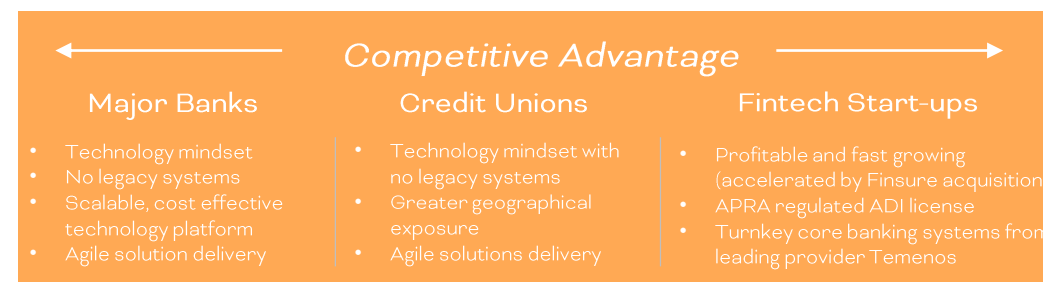 Competitive Advantage
Major Banks
• Technology mindset
• No legacy systems
• Scalable, cost effective
technology platform
• Agile solution delivery
Credit Unions
• Technology mindset with
no legacy systems
• Greater geographical
exposure
• Agile solutions delivery
Fintech Start-ups
• Profitable and fast growing
(accelerated by Finsure acquisition
• APRA regulated ADI license
• Turnkey core banking systems from
leading provider Temenos